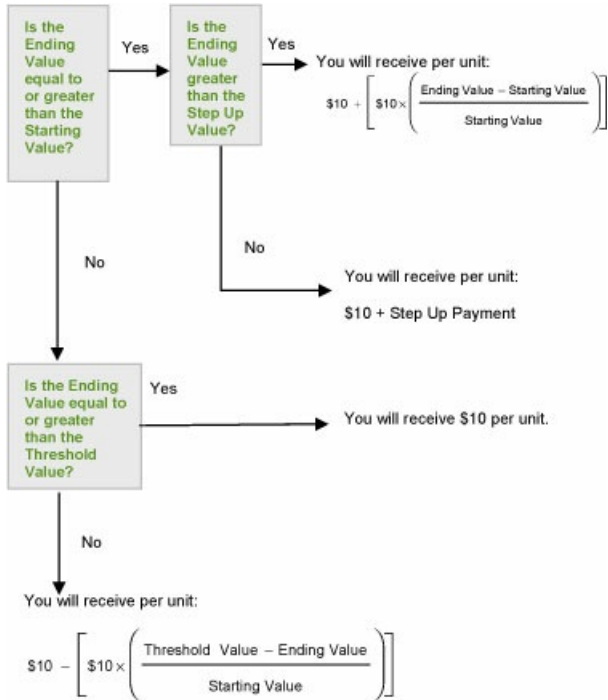 Is the
Ending
Value
equal to
or greater
than the
Starting
Value?
Yes
Is the
Ending
Value
greater
than the
Step Up
Value?
Yes
You will receive per unit:
$10 + [ $10 × ( Ending Value – Starting Value
Starting Value ) ]
No
No
You will receive per unit:
$10 + Step Up Payment
Is the Ending
Value equal to
or greater
than the
Threshold
Value?
Yes
You will receive $10 per unit.
No
You will receive per unit:
$10 – [ $10 × ( Threshold Value – Ending Value
Starting Value ) ]